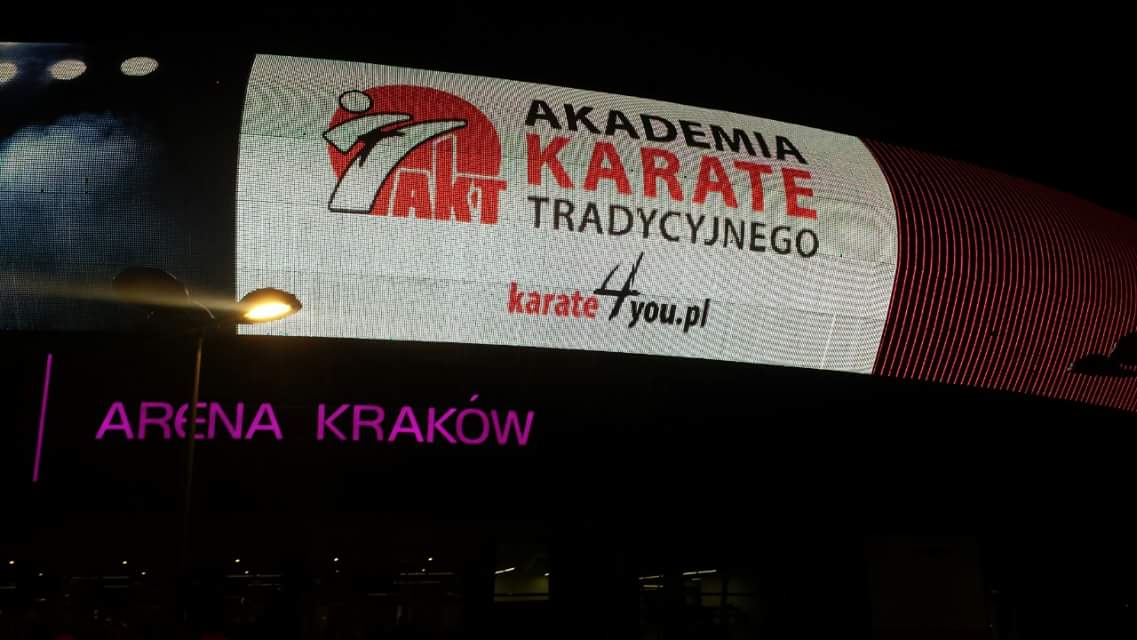 AKT
AKADEMIA
KARATE
TRADYCYJNEGO
karate4you.pl
ARENA KRAKÓW